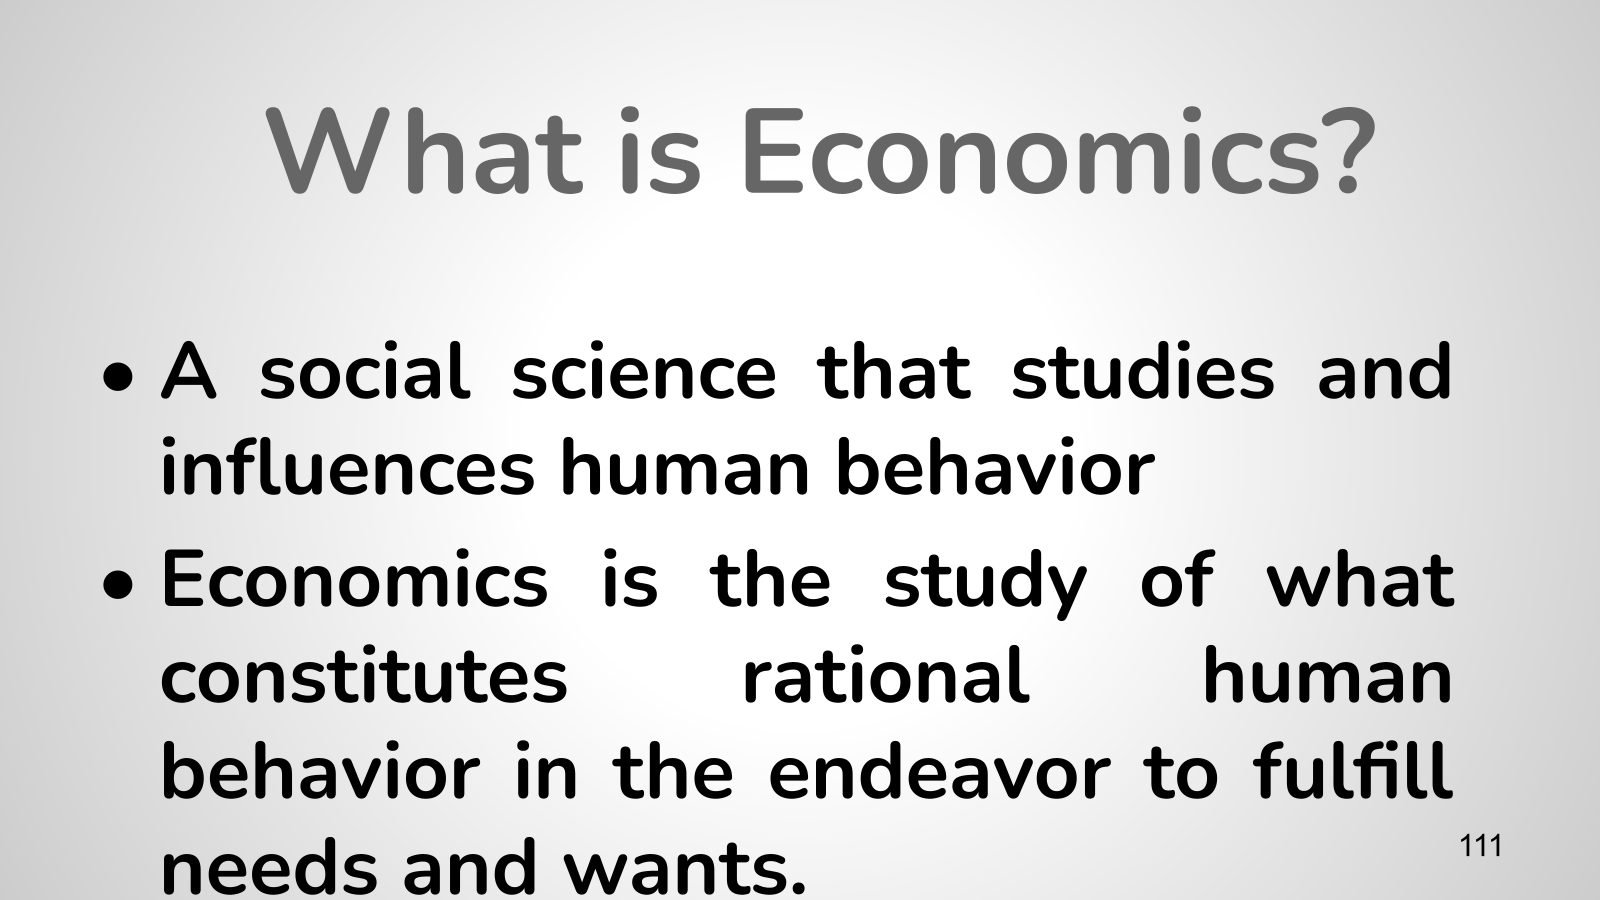 What is Economics?
• A social science that studies and
influences human behavior
• Economics is the study of what
constitutes rational human
behavior in the endeavor to fulfill
needs and wants.
111